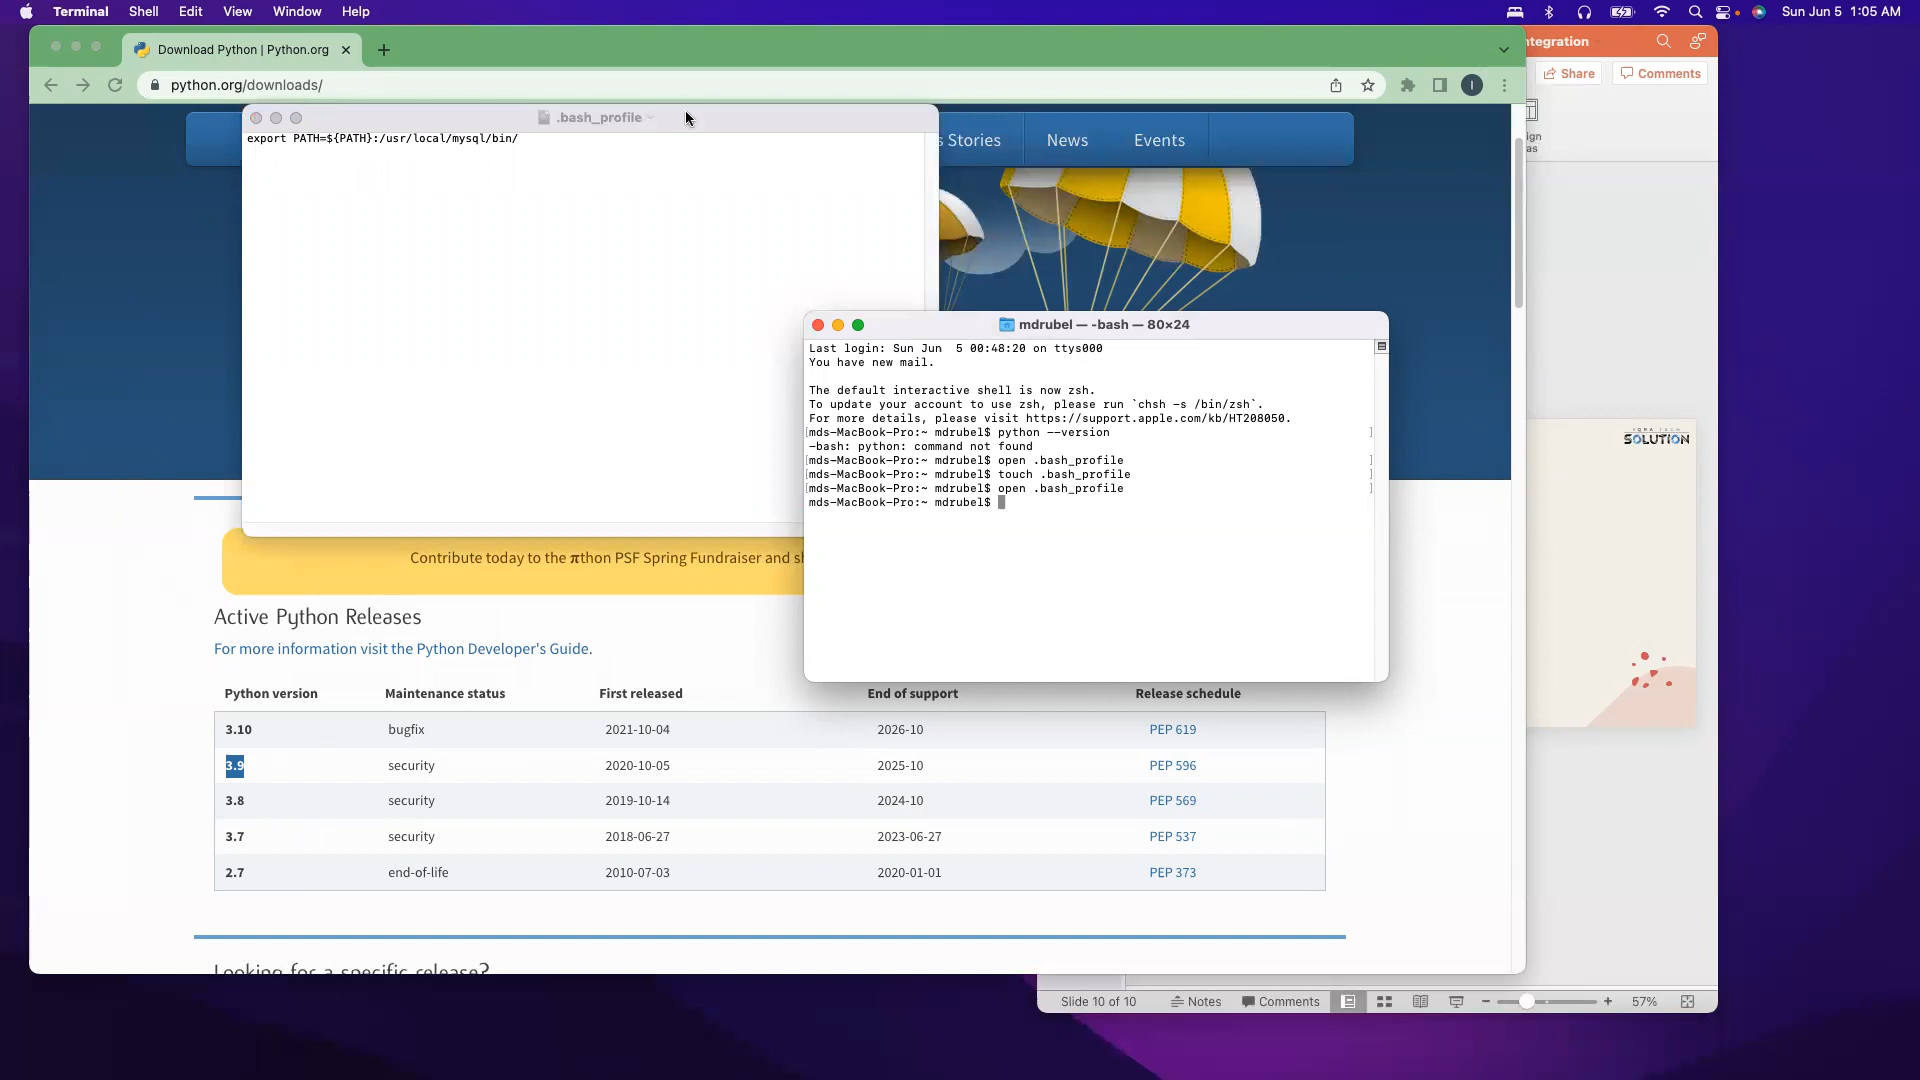 Terminal Shell Edit View Window Help
Sun Jun 5 1:05 AM
Download Python | Python.org
python.org/downloads/
I
ntegration
Share
Comments
.bash_profile
export PATH=${PATH}:/usr/local/mysql/bin/
s Stories
News
Events
ign
as
mdrubel — -bash — 80×24
Last login: Sun Jun  5 00:48:20 on ttys000
You have new mail.
The default interactive shell is now zsh.
To update your account to use zsh, please run `chsh -s /bin/zsh`.
For more details, please visit https://support.apple.com/kb/HT208050.
[mds-MacBook-Pro:~ mdrubel$ python --version ]
-bash: python: command not found
[mds-MacBook-Pro:~ mdrubel$ open .bash_profile ]
[mds-MacBook-Pro:~ mdrubel$ touch .bash_profile ]
[mds-MacBook-Pro:~ mdrubel$ open .bash_profile ]
mds-MacBook-Pro:~ mdrubel$
SOLUTION
Contribute today to the πthon PSF Spring Fundraiser and sh
Active Python Releases
For more information visit the Python Developer's Guide.
Python version Maintenance status First released End of support Release schedule
3.10 bugfix 2021-10-04 2026-10 PEP 619
3.9 security 2020-10-05 2025-10 PEP 596
3.8 security 2019-10-14 2024-10 PEP 569
3.7 security 2018-06-27 2023-06-27 PEP 537
2.7 end-of-life 2010-07-03 2020-01-01 PEP 373
Looking for a specific release?
Slide 10 of 10
Notes
Comments
57%